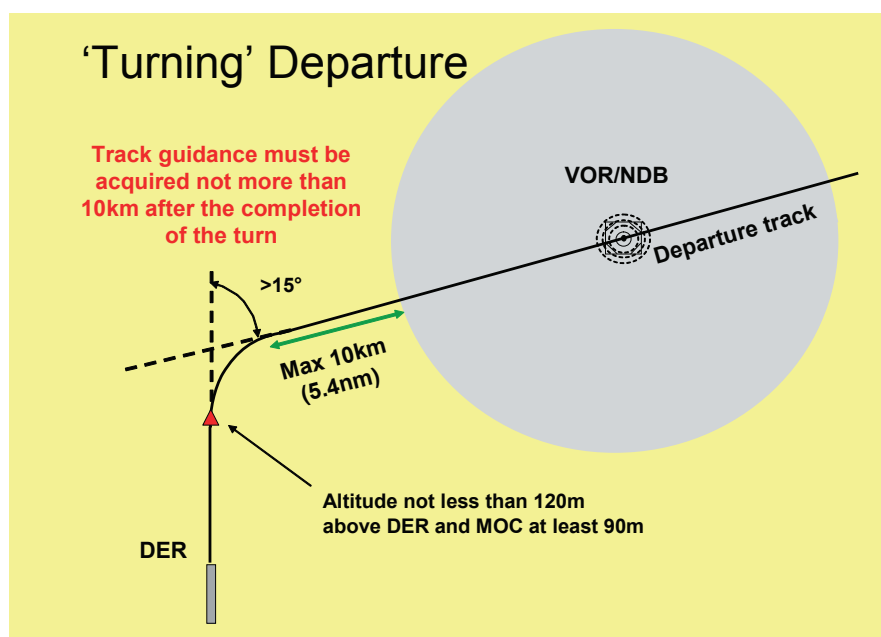 ‘Turning’ Departure
Track guidance must be
acquired not more than
10km after the completion
of the turn
VOR/NDB
Departure track
>15°
Max 10km
(5.4nm)
Altitude not less than 120m
above DER and MOC at least 90m
DER